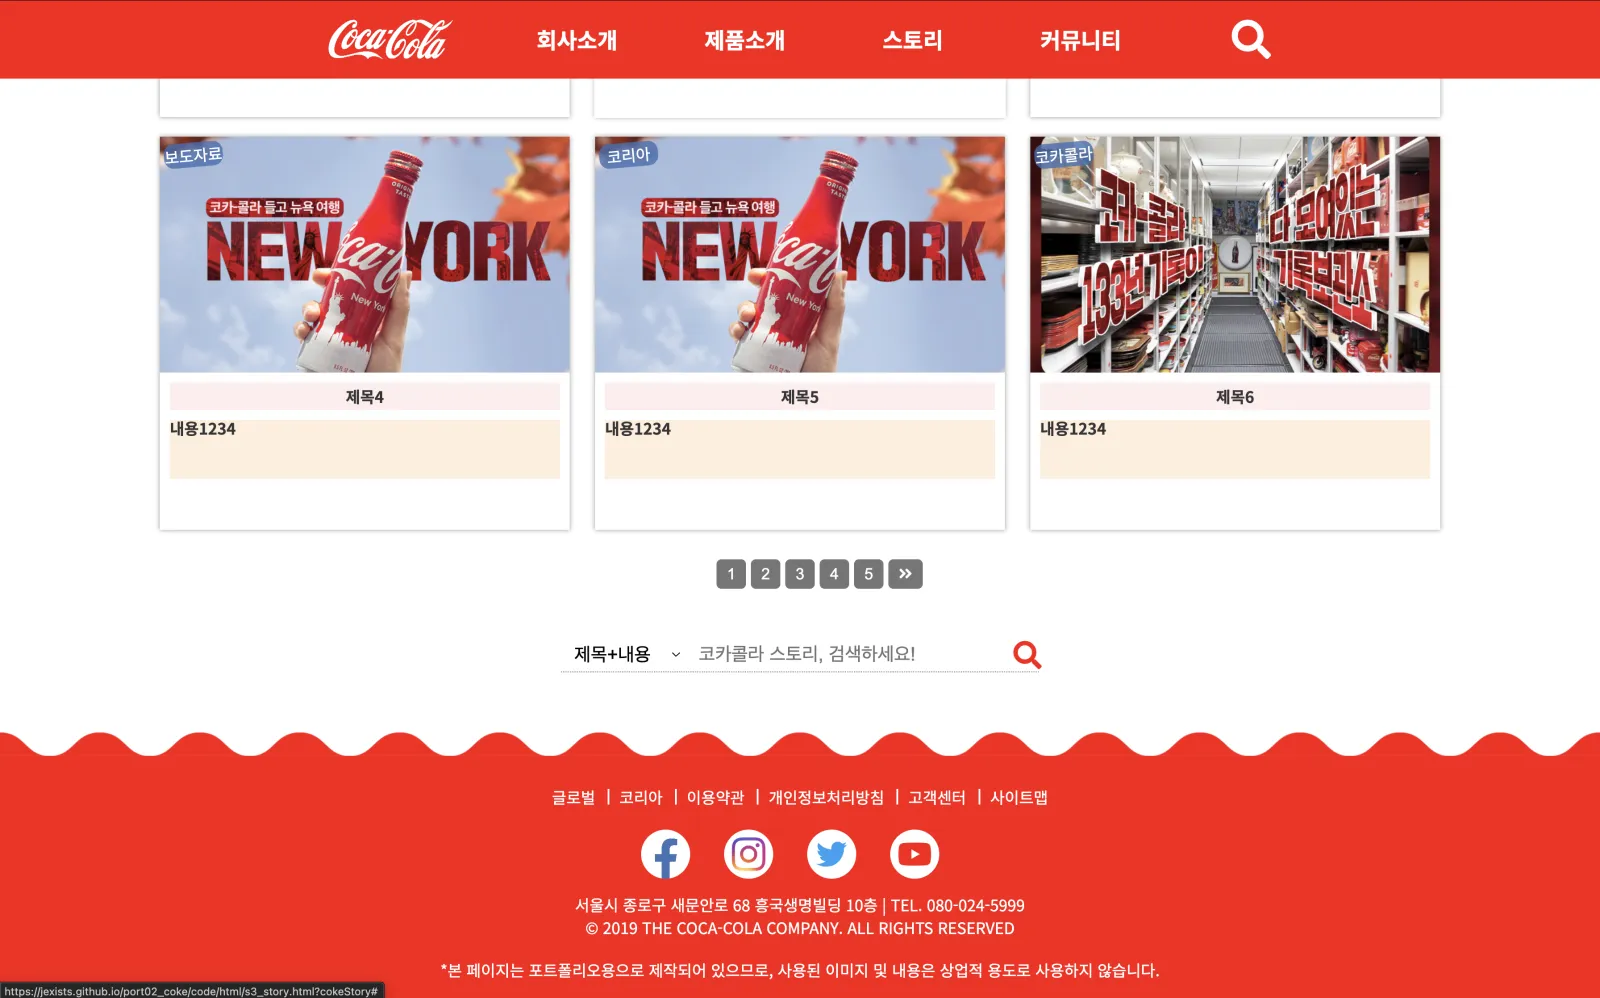 Coca-Cola 회사소개 제품소개 스토리 커뮤니티
보도자료
코카-콜라 들고 뉴욕 여행
NEW YORK
ORIGINAL TASTE
Coca-Cola
New York
제목4
내용1234
코리아
코카-콜라 들고 뉴욕 여행
NEW YORK
ORIGINAL TASTE
Coca-Cola
New York
제목5
내용1234
코카콜라
코카-콜라 133년 기록이
다 모여있는 기록보관소
제목6
내용1234
1 2 3 4 5 »
제목+내용 코카콜라 스토리, 검색하세요!
글로벌 | 코리아 | 이용약관 | 개인정보처리방침 | 고객센터 | 사이트맵
서울시 종로구 새문안로 68 흥국생명빌딩 10층 | TEL. 080-024-5999
© 2019 THE COCA-COLA COMPANY. ALL RIGHTS RESERVED
*본 페이지는 포트폴리오용으로 제작되어 있으므로, 사용된 이미지 및 내용은 상업적 용도로 사용하지 않습니다.
https://jexists.github.io/port02_coke/code/html/s3_story.html?cokeStory#